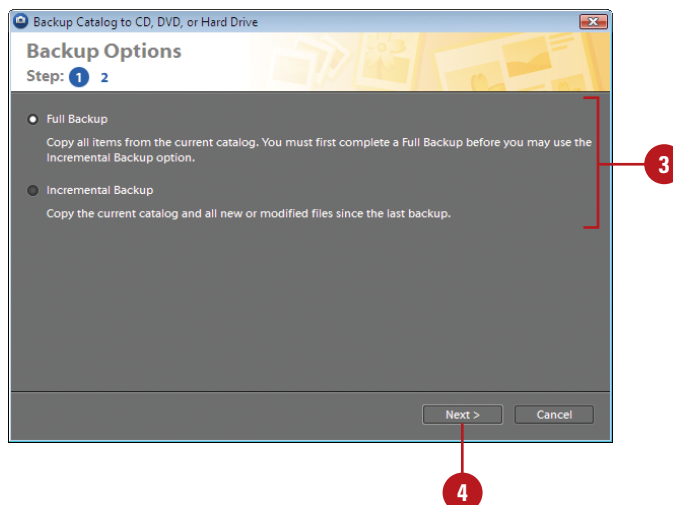 Backup Catalog to CD, DVD, or Hard Drive
Backup Options
Step: 1 2
Full Backup
Copy all items from the current catalog. You must first complete a Full Backup before you may use the
Incremental Backup option.
3
Incremental Backup
Copy the current catalog and all new or modified files since the last backup.
Next >
Cancel
4